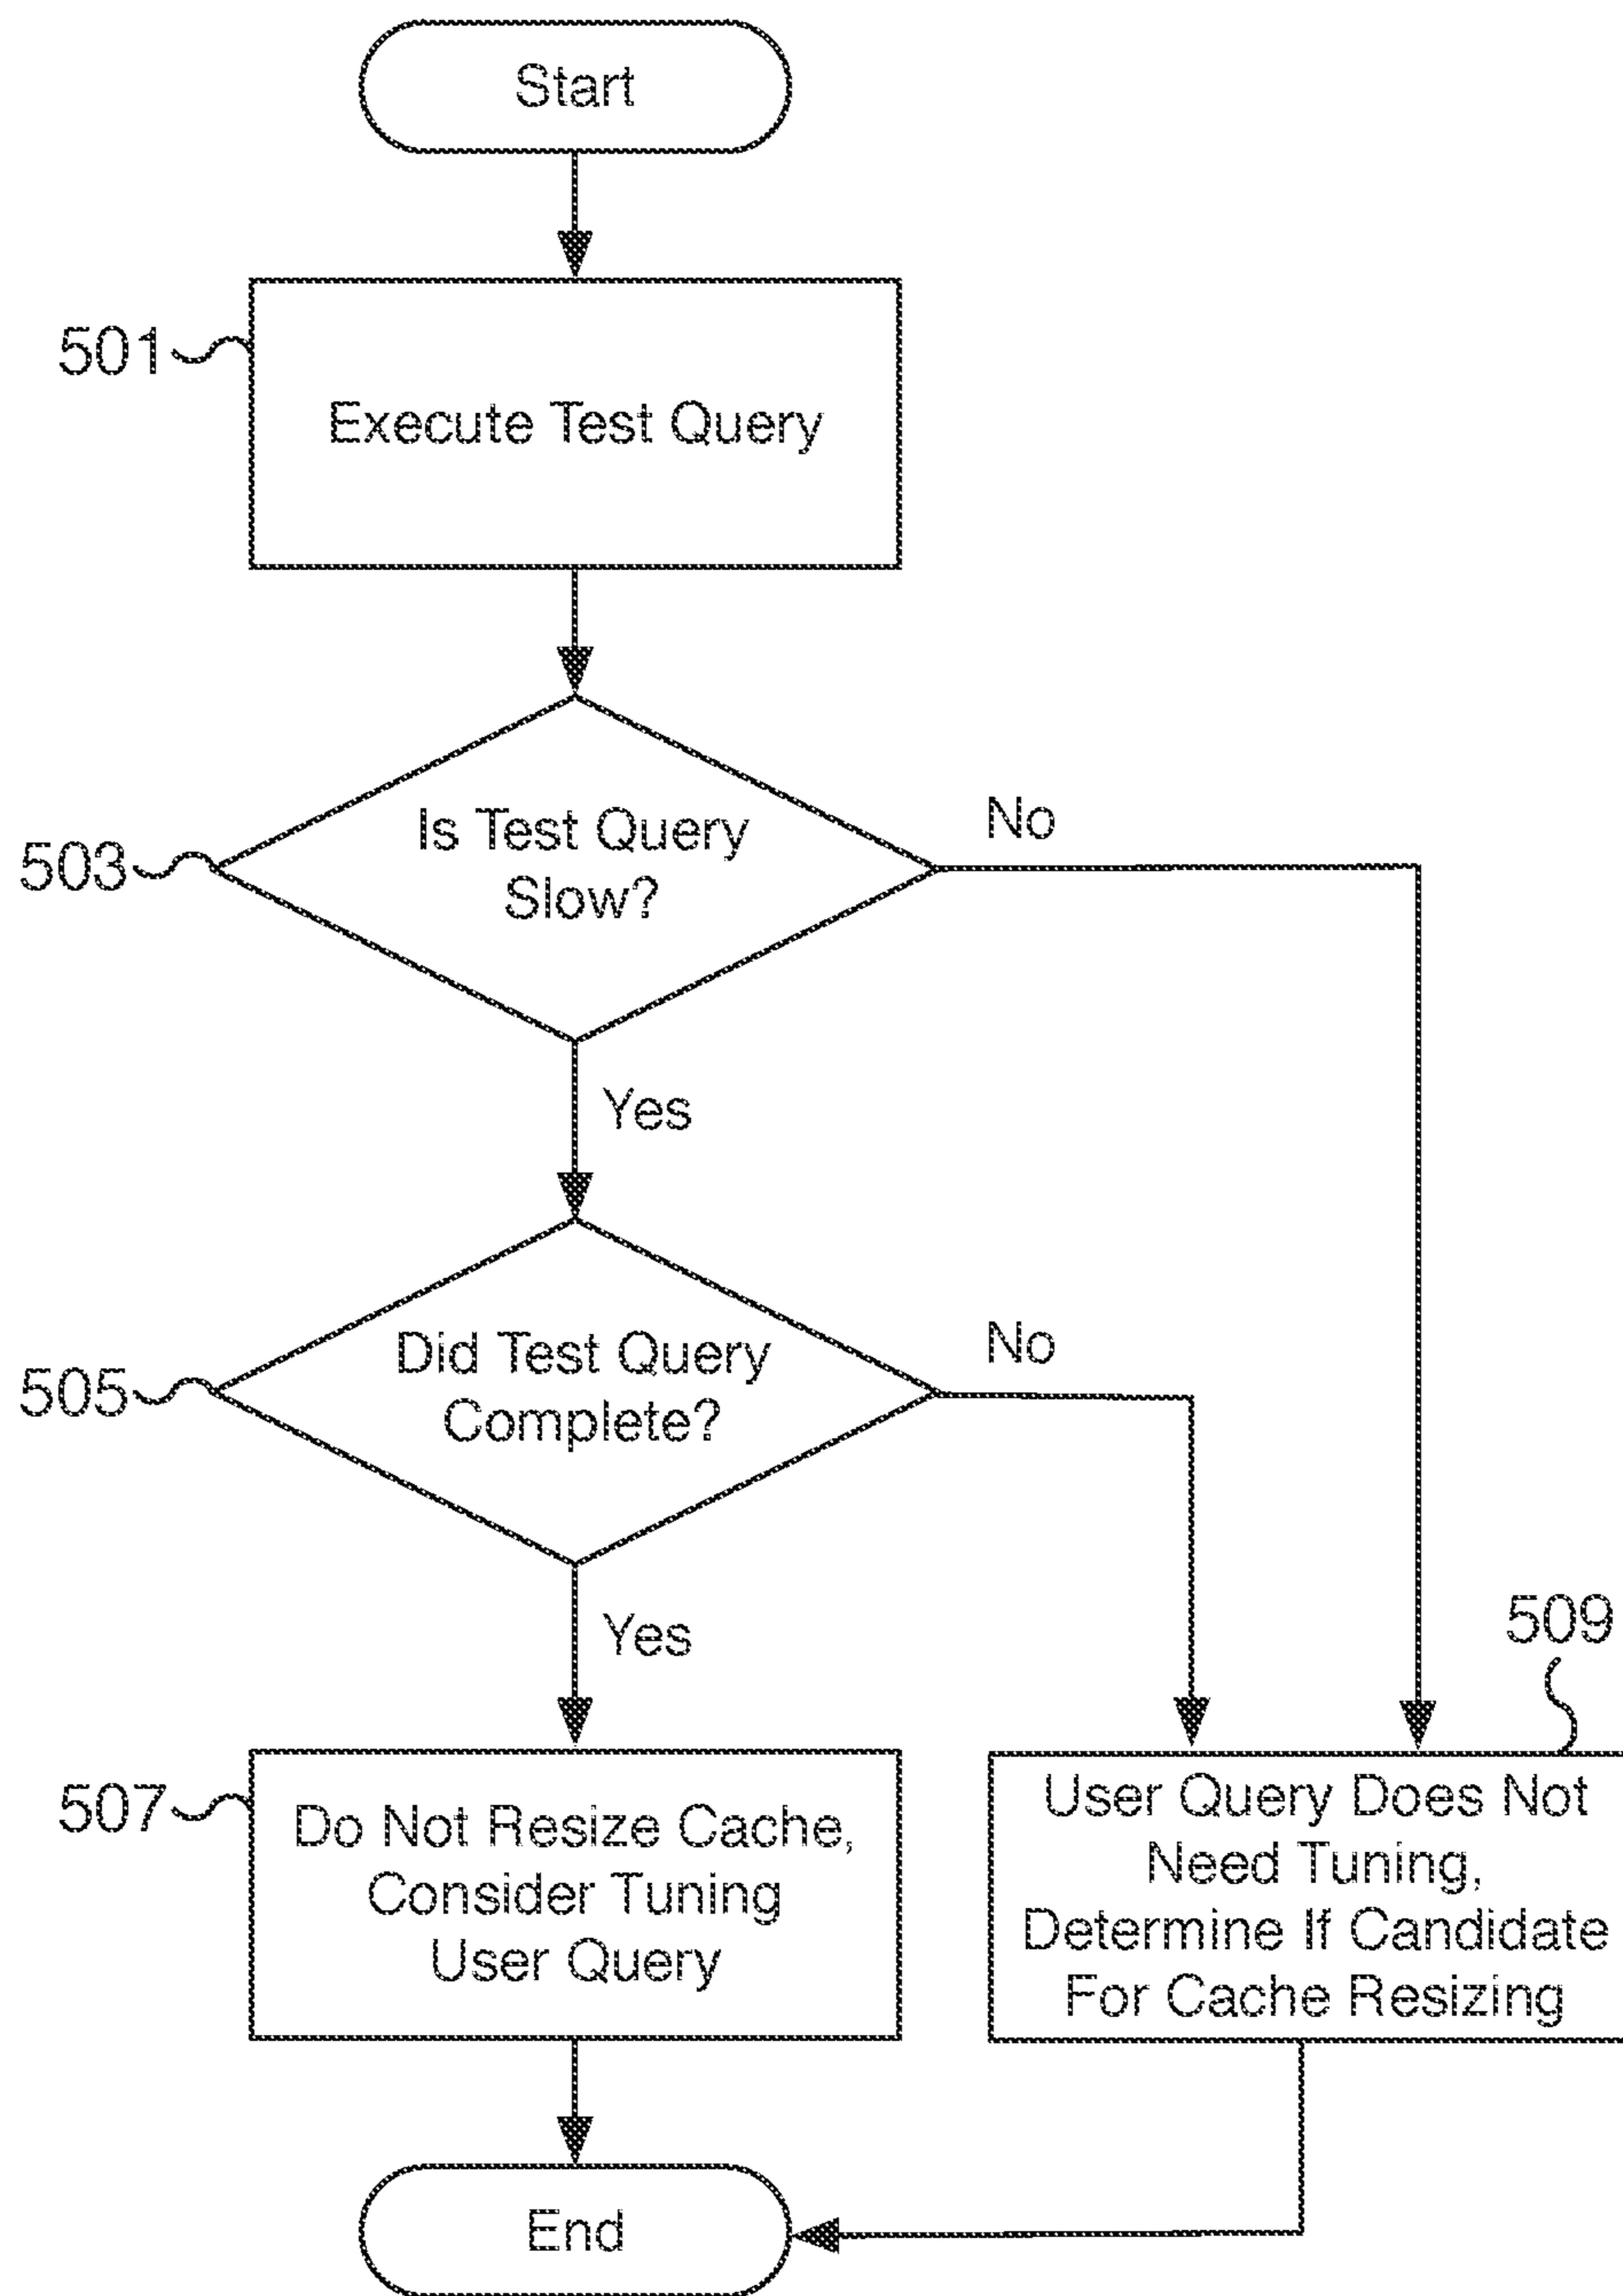 Start
501
Execute Test Query
503
Is Test Query
Slow?
No
Yes
505
Did Test Query
Complete?
No
Yes
507
Do Not Resize Cache,
Consider Tuning
User Query
509
User Query Does Not
Need Tuning,
Determine If Candidate
For Cache Resizing
End